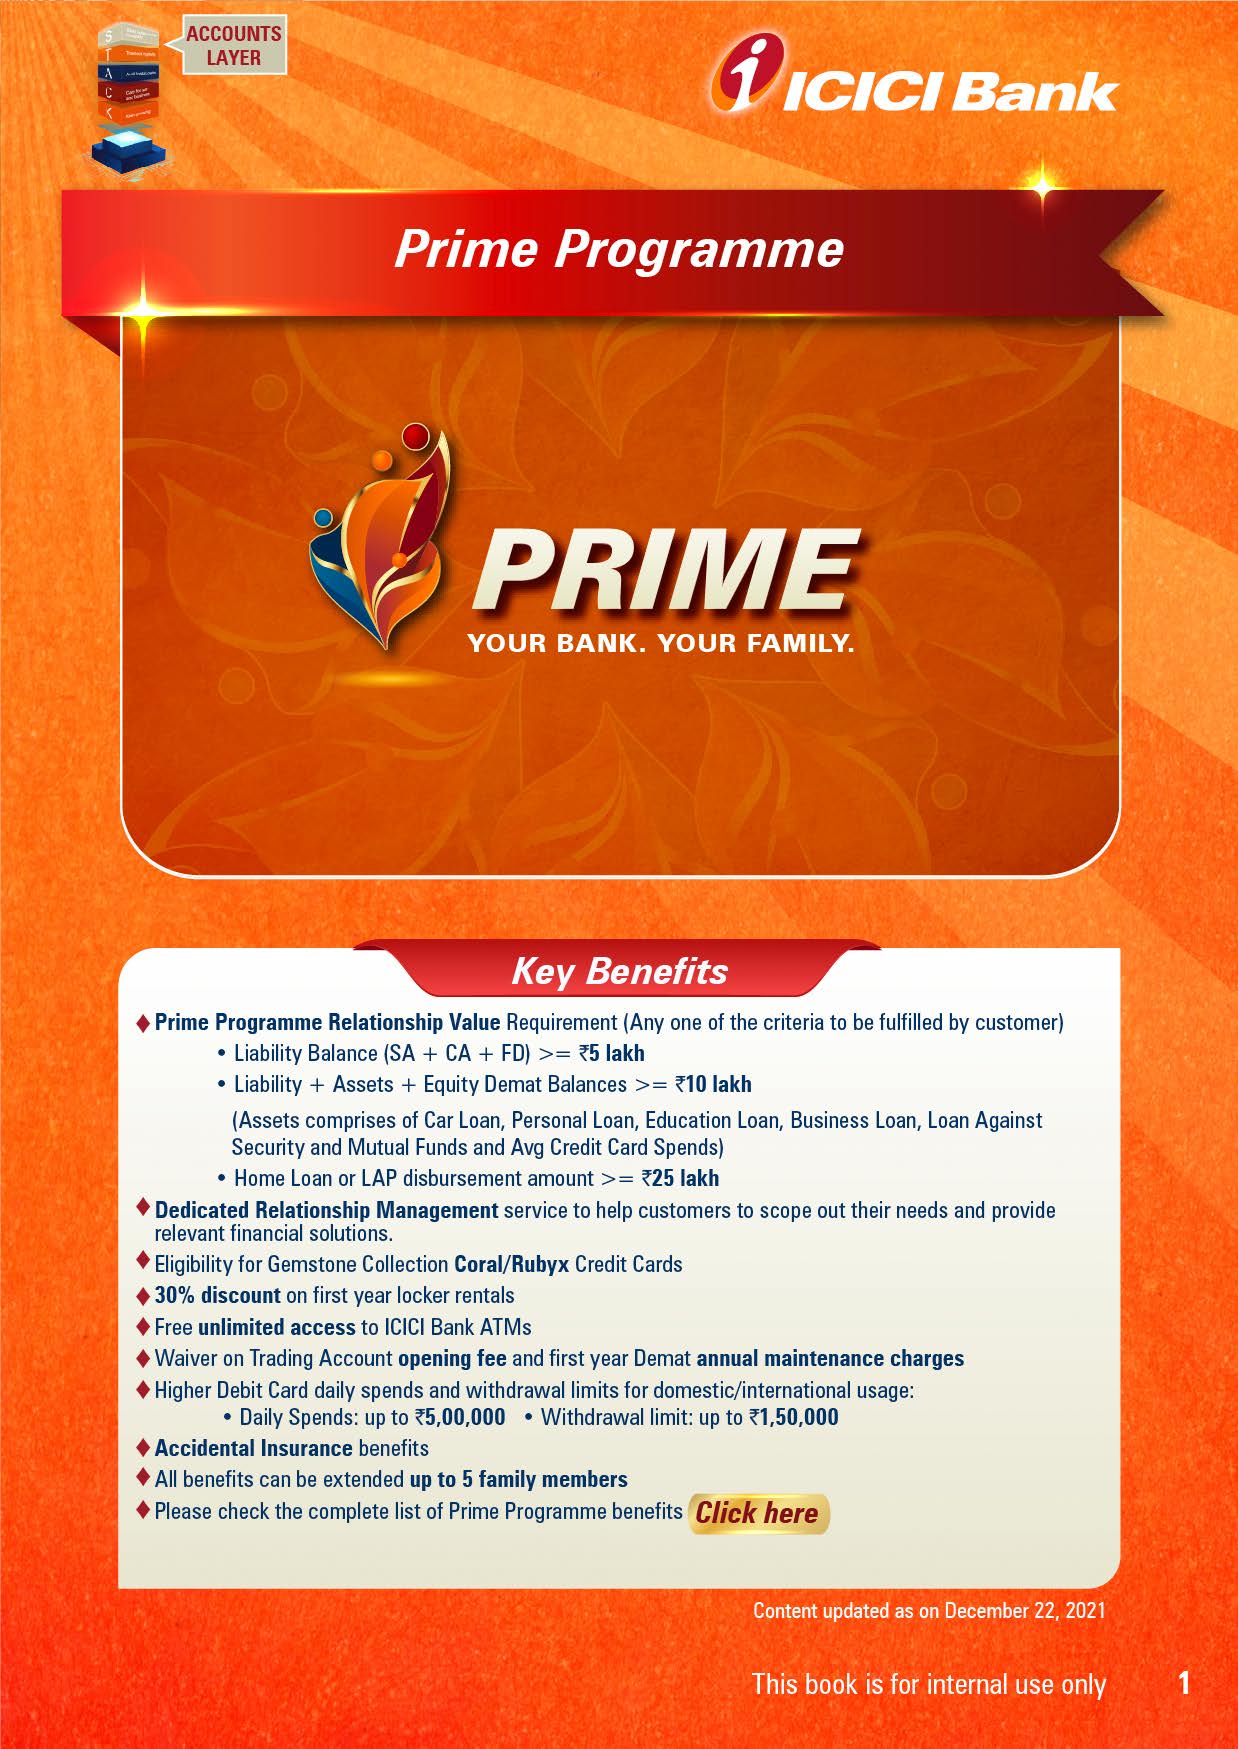 ACCOUNTS
LAYER
S
T
A
C
K
ICICI Bank
Prime Programme
PRIME
YOUR BANK. YOUR FAMILY.
Key Benefits
♦ Prime Programme Relationship Value Requirement (Any one of the criteria to be fulfilled by customer)
• Liability Balance (SA + CA + FD) >= ₹5 lakh
• Liability + Assets + Equity Demat Balances >= ₹10 lakh
(Assets comprises of Car Loan, Personal Loan, Education Loan, Business Loan, Loan Against
Security and Mutual Funds and Avg Credit Card Spends)
• Home Loan or LAP disbursement amount >= ₹25 lakh
♦ Dedicated Relationship Management service to help customers to scope out their needs and provide
relevant financial solutions.
♦ Eligibility for Gemstone Collection Coral/Rubyx Credit Cards
♦ 30% discount on first year locker rentals
♦ Free unlimited access to ICICI Bank ATMs
♦ Waiver on Trading Account opening fee and first year Demat annual maintenance charges
♦ Higher Debit Card daily spends and withdrawal limits for domestic/international usage:
• Daily Spends: up to ₹5,00,000 • Withdrawal limit: up to ₹1,50,000
♦ Accidental Insurance benefits
♦ All benefits can be extended up to 5 family members
♦ Please check the complete list of Prime Programme benefits Click here
Content updated as on December 22, 2021
This book is for internal use only 1